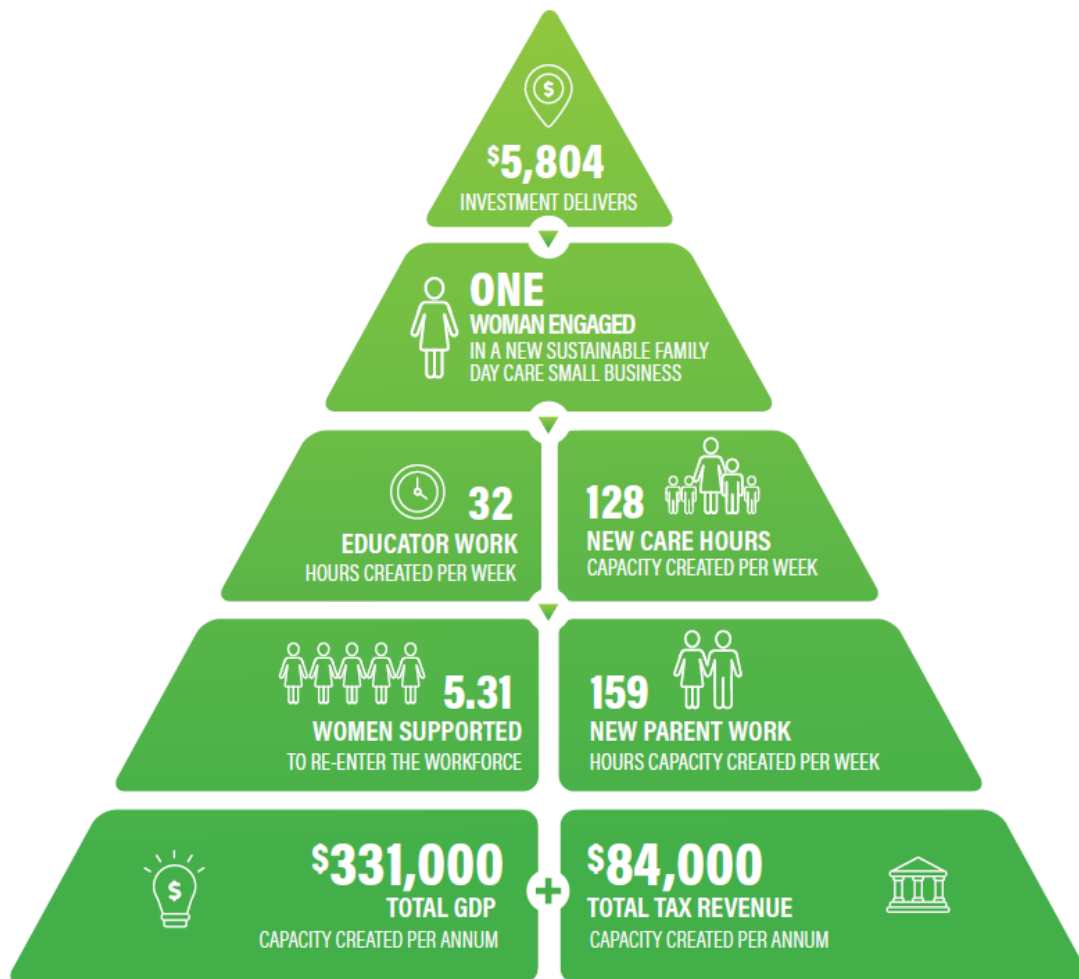 $5,804
INVESTMENT DELIVERS
ONE
WOMAN ENGAGED
IN A NEW SUSTAINABLE FAMILY
DAY CARE SMALL BUSINESS
32
EDUCATOR WORK
HOURS CREATED PER WEEK
128
NEW CARE HOURS
CAPACITY CREATED PER WEEK
5.31
WOMEN SUPPORTED
TO RE-ENTER THE WORKFORCE
159
NEW PARENT WORK
HOURS CAPACITY CREATED PER WEEK
$331,000
TOTAL GDP
CAPACITY CREATED PER ANNUM
+
$84,000
TOTAL TAX REVENUE
CAPACITY CREATED PER ANNUM